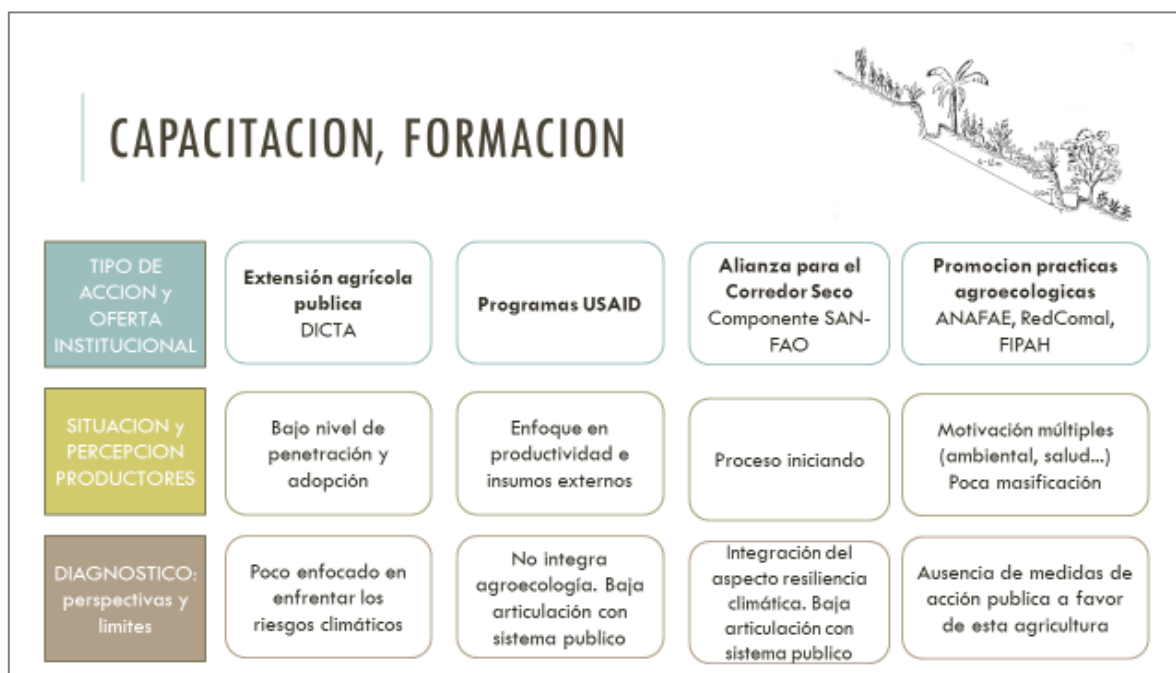 CAPACITACION, FORMACION
TIPO DE
ACCION y
OFERTA
INSTITUCIONAL
Extensión agrícola
publica
DICTA
Programas USAID
Alianza para el
Corredor Seco
Componente SAN-
FAO
Promocion practicas
agroecologicas
ANAFAE, RedComal,
FIPAH
SITUACION y
PERCEPCION
PRODUCTORES
Bajo nivel de
penetración y
adopción
Enfoque en
productividad e
insumos externos
Proceso iniciando
Motivación múltiples
(ambiental, salud...)
Poca masificación
DIAGNOSTICO:
perspectivas y
limites
Poco enfocado en
enfrentar los
riesgos climáticos
No integra
agroecología. Baja
articulación con
sistema publico
Integración del
aspecto resiliencia
climática. Baja
articulación con
sistema publico
Ausencia de medidas de
acción publica a favor
de esta agricultura